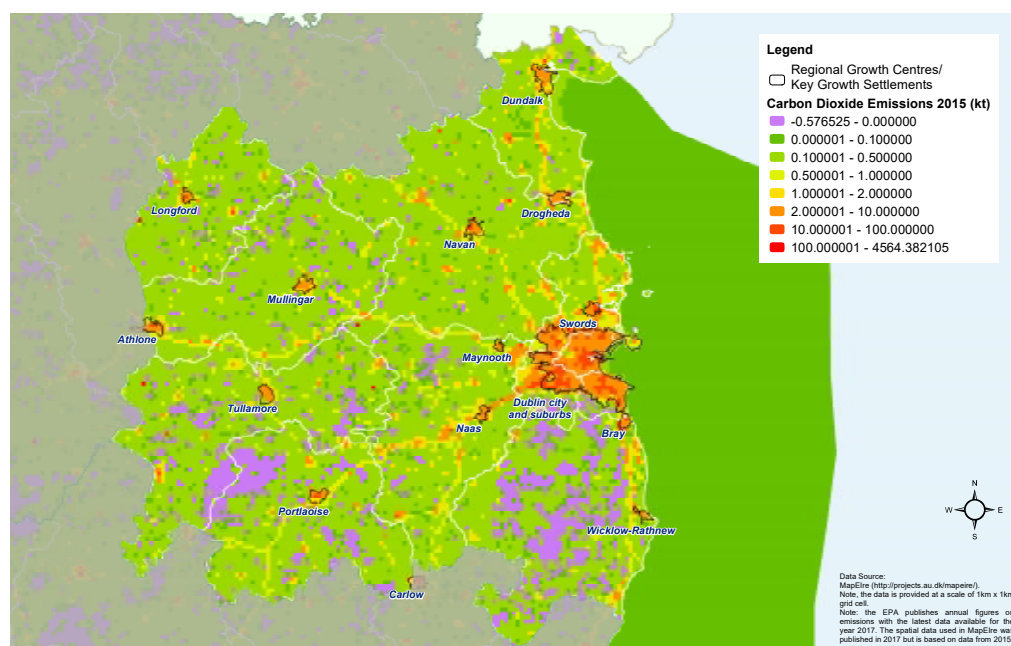 Legend
Regional Growth Centres/
Key Growth Settlements
Carbon Dioxide Emissions 2015 (kt)
-0.576525 - 0.000000
0.000001 - 0.100000
0.100001 - 0.500000
0.500001 - 1.000000
1.000001 - 2.000000
2.000001 - 10.000000
10.000001 - 100.000000
100.000001 - 4564.382105
Dundalk
Longford
Drogheda
Navan
Mullingar
Swords
Athlone
Maynooth
Tullamore
Dublin city
and suburbs
Naas
Bray
Portlaoise
Wicklow-Rathnew
Carlow
N
W E
S
Data Source:
MapEIre (http://projects.au.dk/mapeire/).
Note, the data is provided at a scale of 1km x 1km
grid cell.
Note: the EPA publishes annual figures on
emissions with the latest data available for the
year 2017. The spatial data used in MapEIre was
published in 2017 but is based on data from 2015